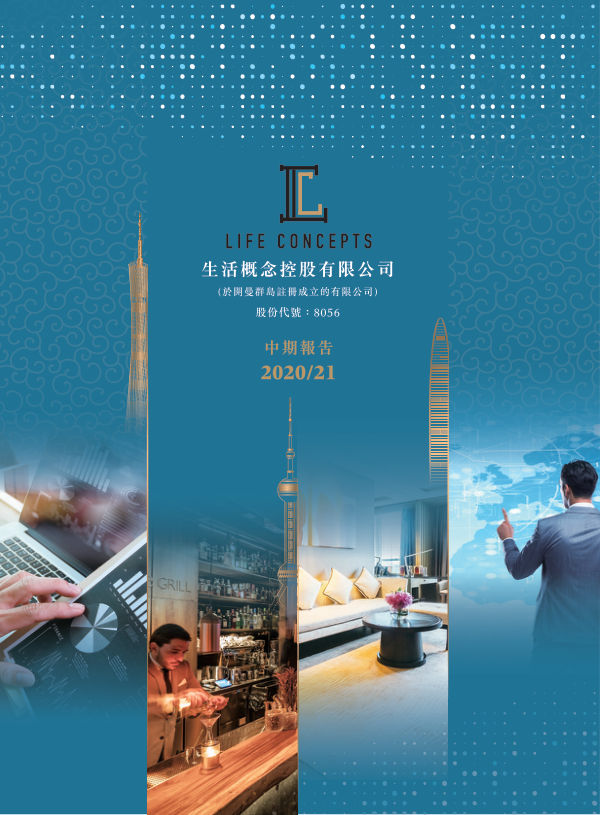 LIFE CONCEPTS
生活概念控股有限公司
(於開曼群島註冊成立的有限公司)
股份代號：8056
中期報告
2020/21
GRILL